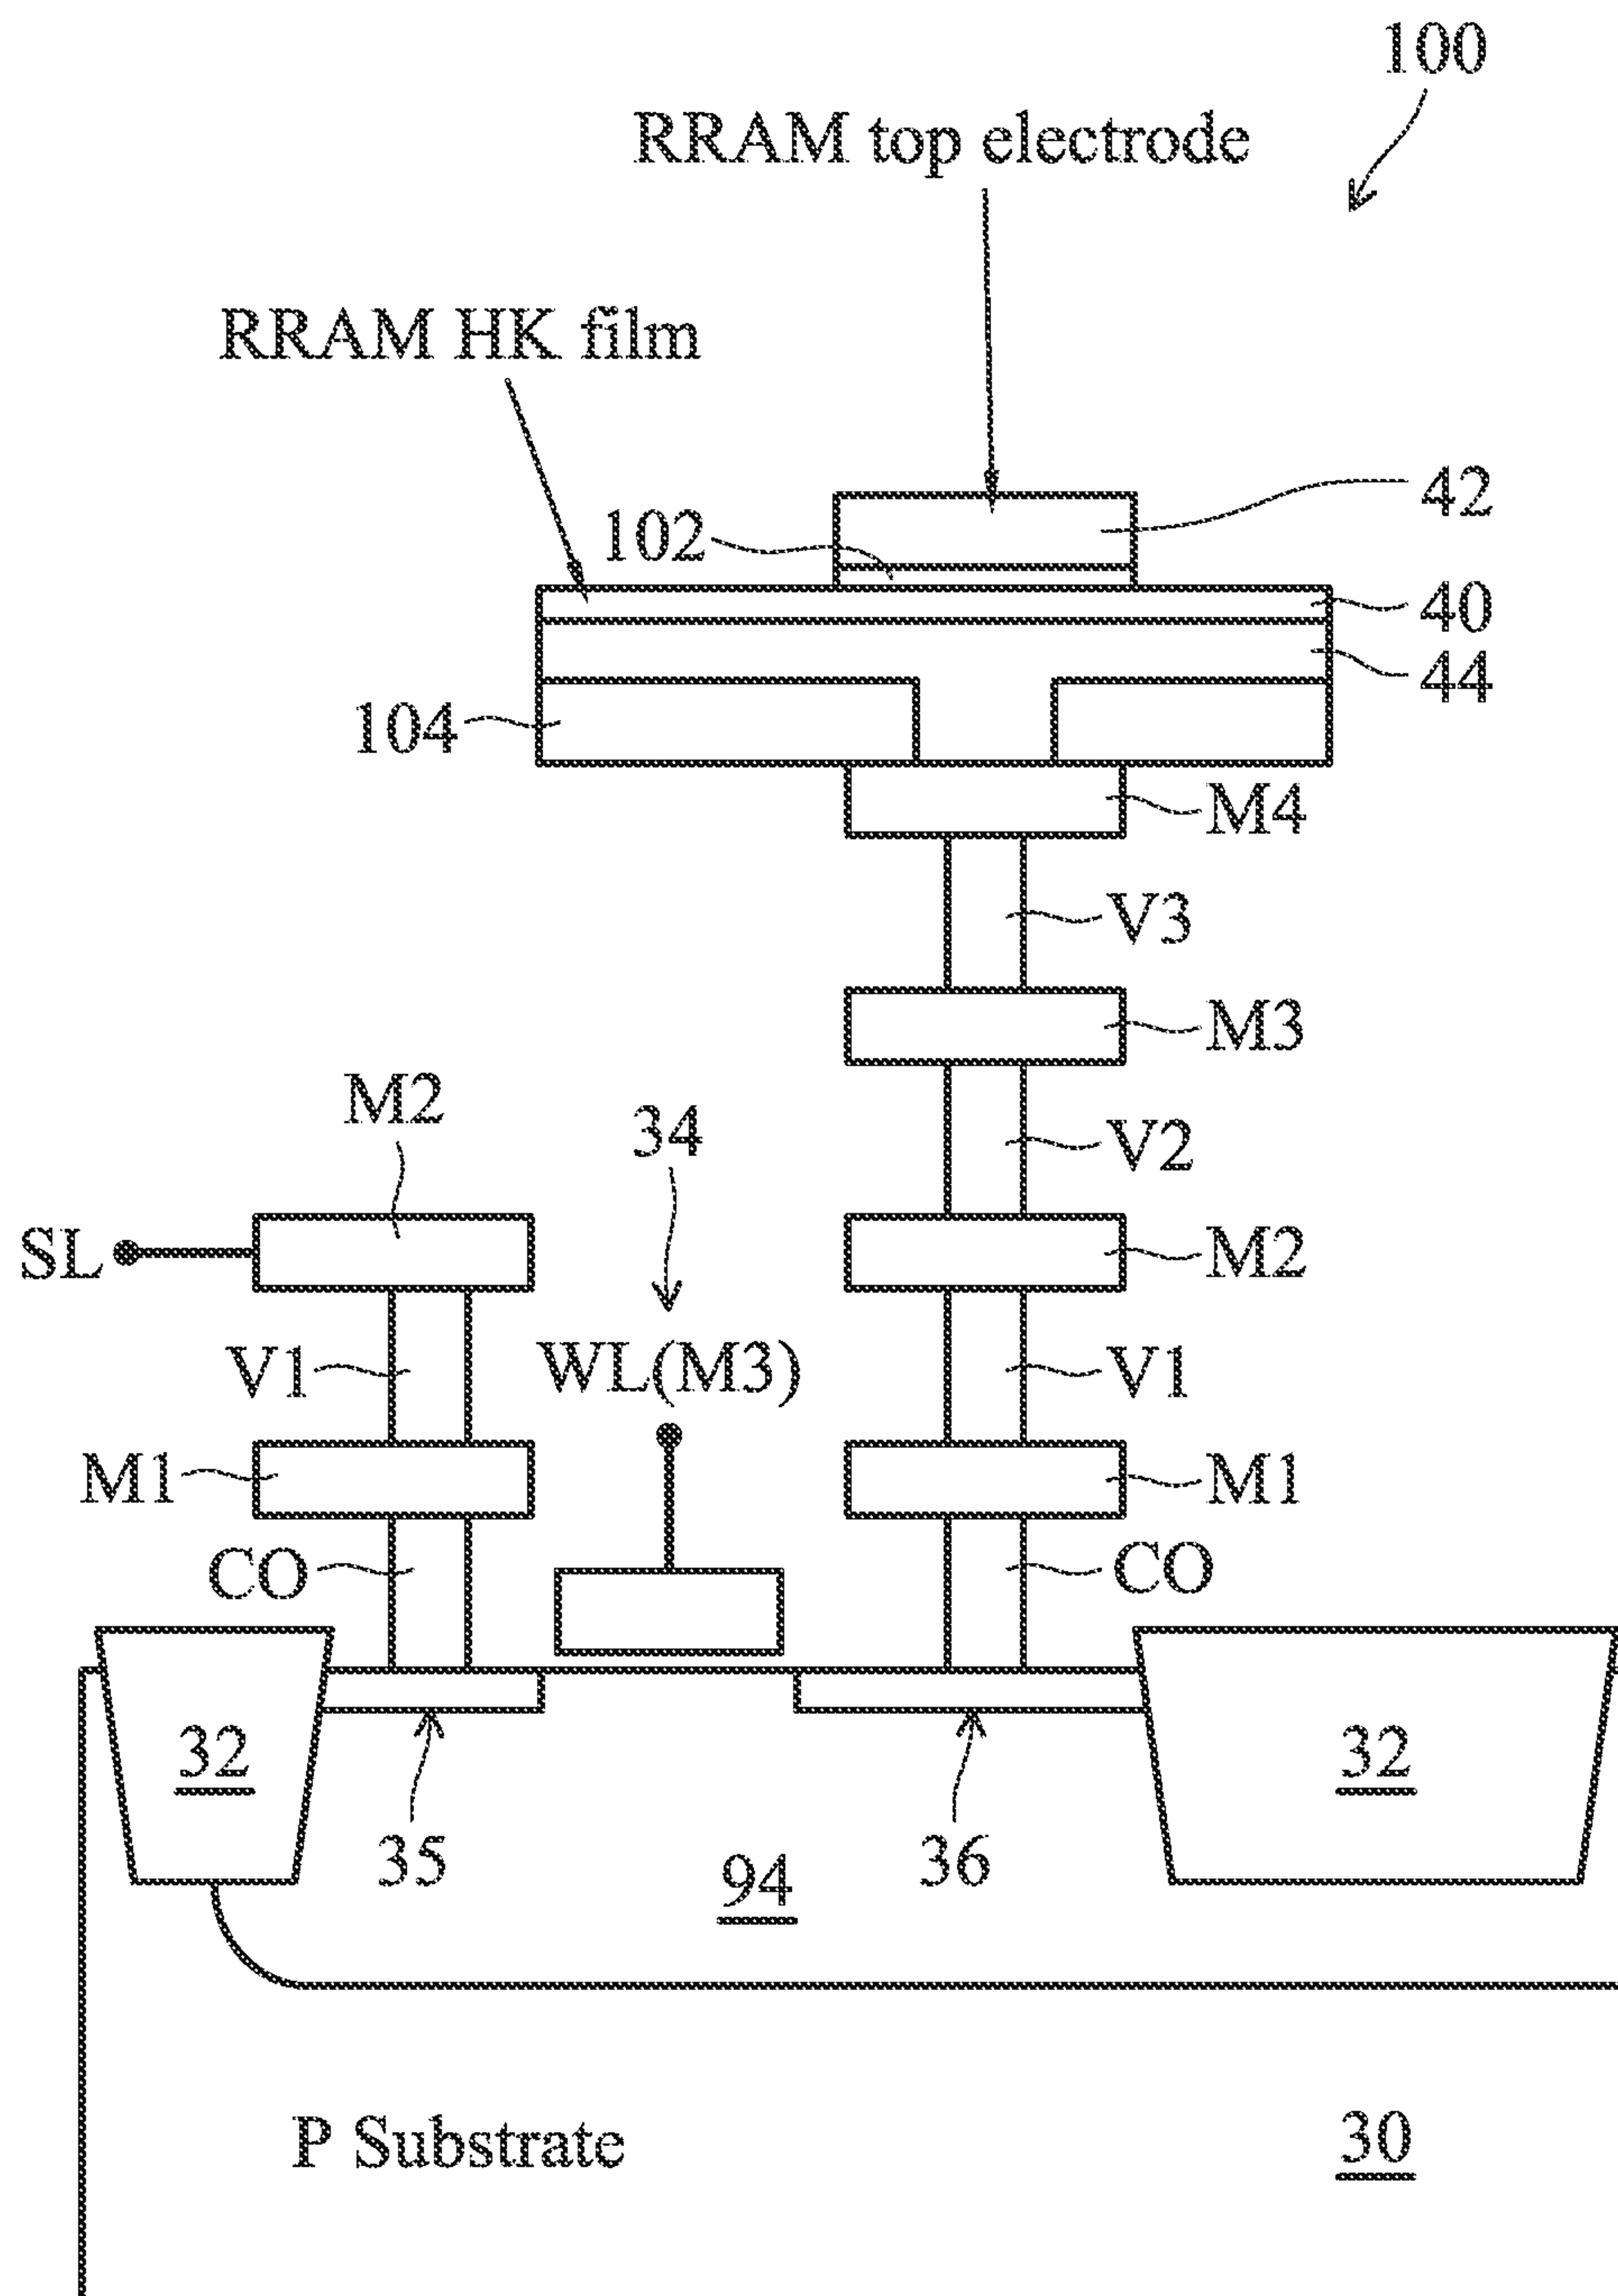 100
RRAM top electrode
RRAM HK film
42
102
40
44
104
M4
V3
M3
M2
34
V2
SL
M2
V1
WL(M3)
V1
M1
M1
CO
CO
32
32
35
36
94
P Substrate
30